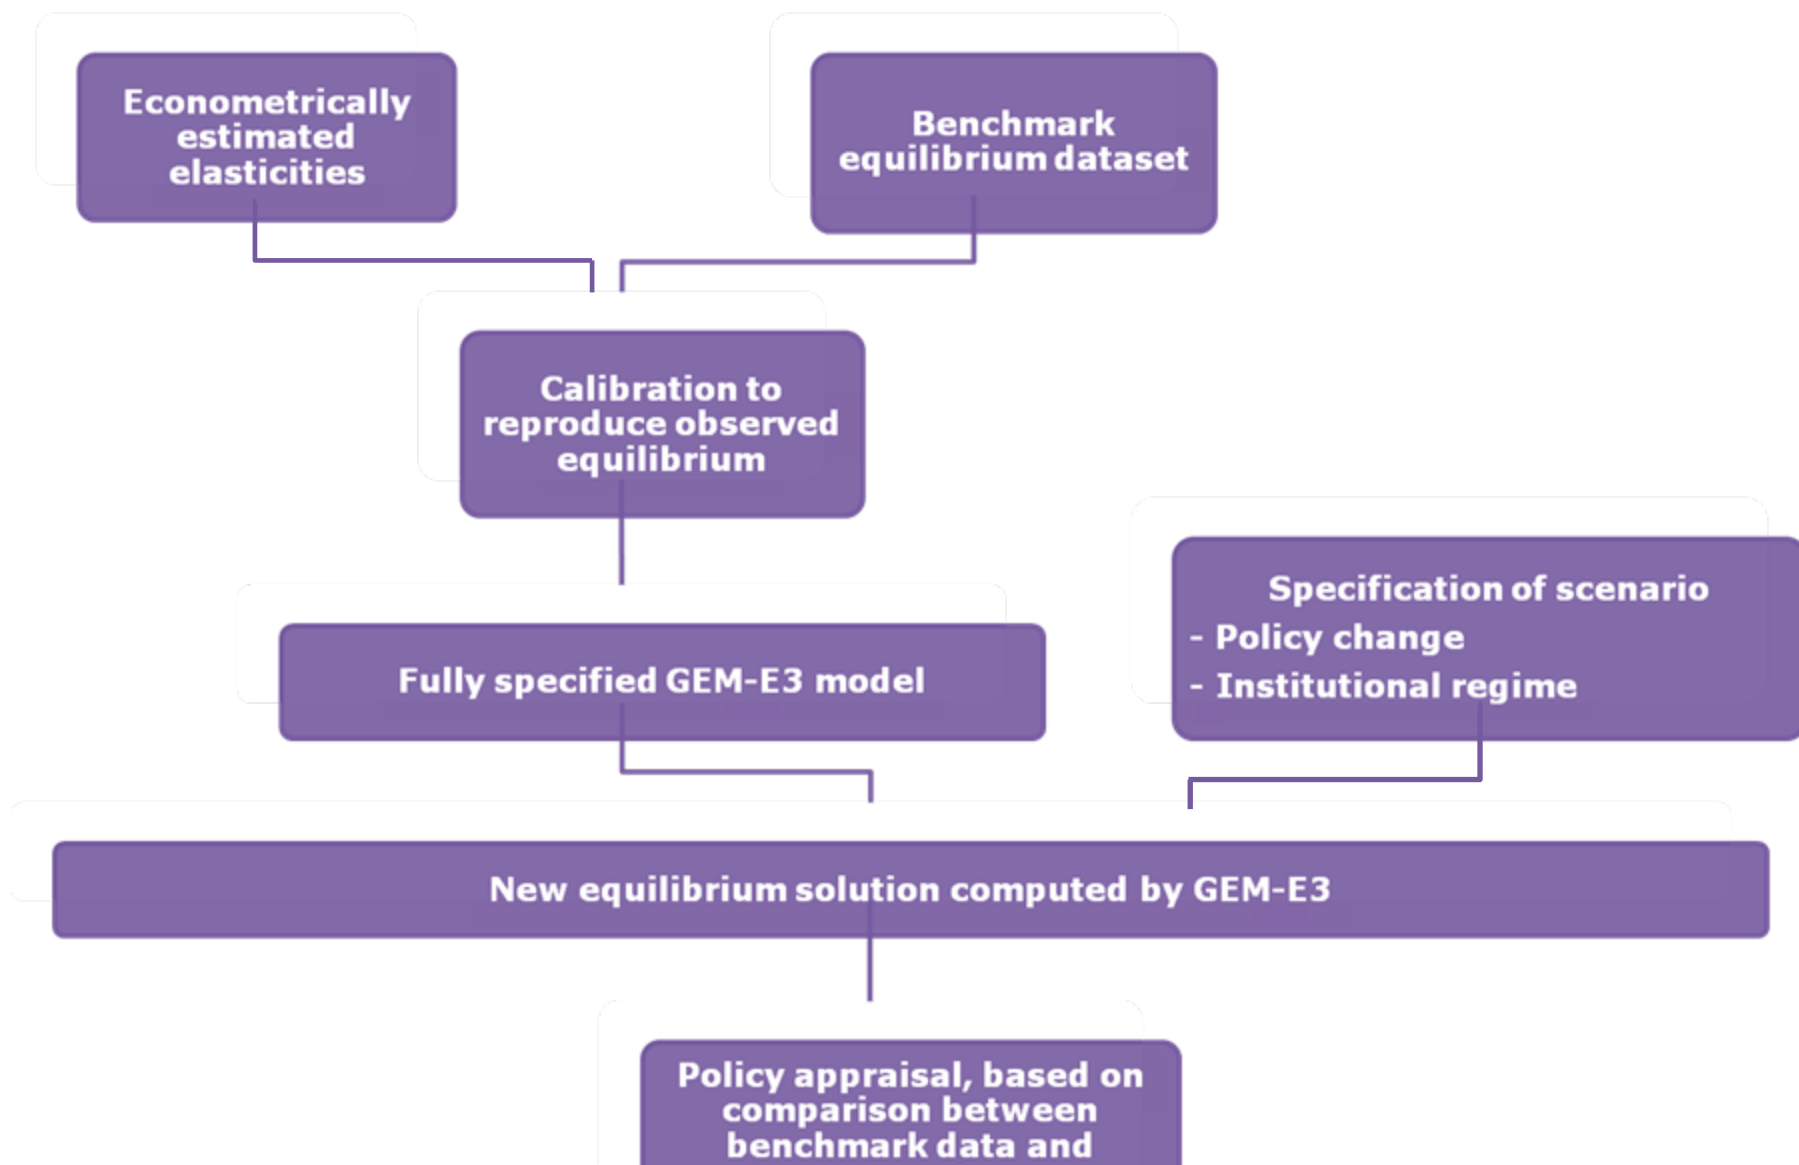 Econometrically
estimated
elasticities
Benchmark
equilibrium dataset
Calibration to
reproduce observed
equilibrium
Specification of scenario
- Policy change
- Institutional regime
Fully specified GEM-E3 model
New equilibrium solution computed by GEM-E3
Policy appraisal, based on
comparison between
benchmark data and